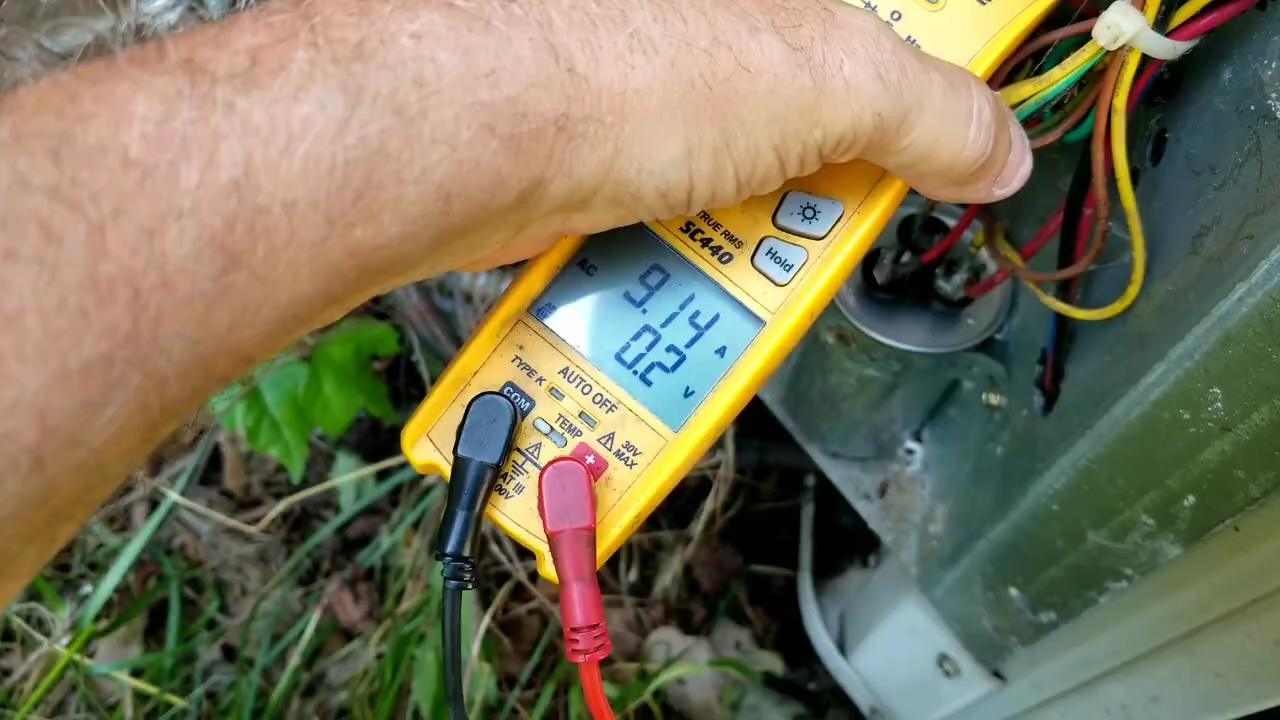 TRUE RMS
SC440
Hold
AC
9.14 A
0.2 V
AUTO OFF
TYPE K
COM
TEMP
30V
MAX
+